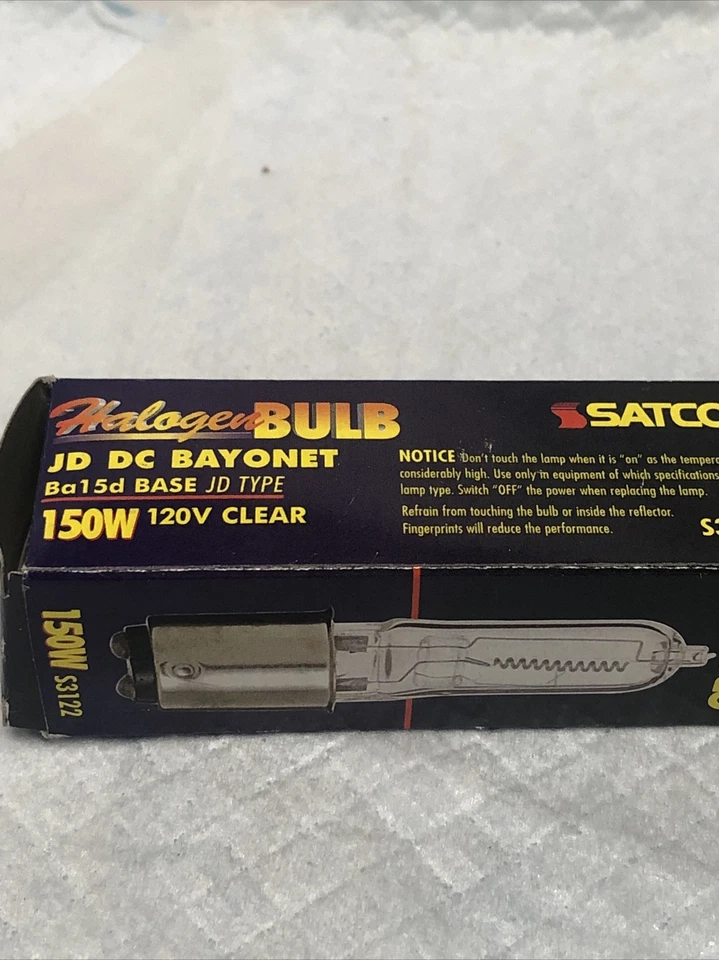 Halogen BULB
JD DC BAYONET
Ba15d BASE JD TYPE
150W 120V CLEAR
SATCO
NOTICE Don't touch the lamp when it is "on" as the
considerably high. Use only in equipment of which specifications
lamp type. Switch "OFF" the power when replacing the lamp.
Refrain from touching the bulb or inside the reflector.
Fingerprints will reduce the performance.
150W S3122